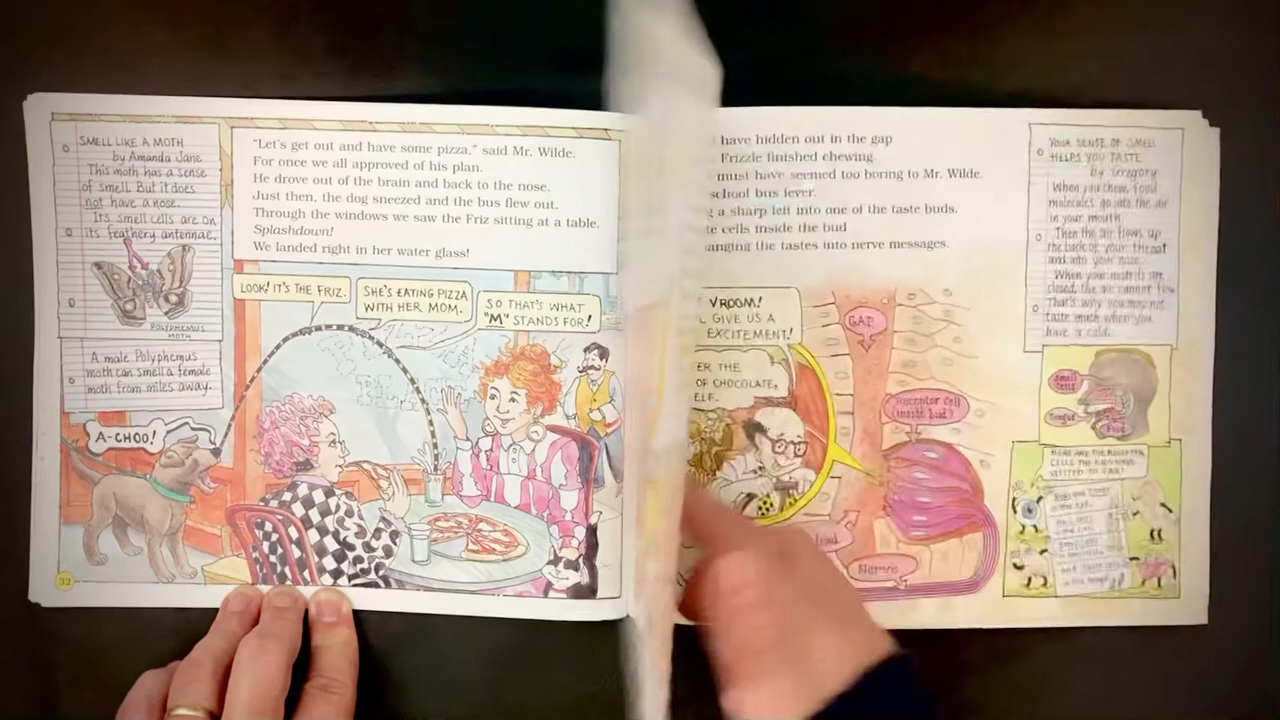 SMELL LIKE A MOTH
by Amanda Jane
This moth has a sense
of smell. But it does
not have a nose.
Its smell cells are on
its feathery antennae.
POLYPHEMUS
MOTH
A male Polyphemus
moth can smell a female
moth from miles away.
"Let's get out and have some pizza," said Mr. Wilde.
For once we all approved of his plan.
He drove out of the brain and back to the nose.
Just then, the dog sneezed and the bus flew out.
Through the windows we saw the Friz sitting at a table.
Splashdown!
We landed right in her water glass!
LOOK! IT'S THE FRIZ.
SHE'S EATING PIZZA
WITH HER MOM.
SO THAT'S WHAT
"M" STANDS FOR!
A-CHOO!
32
have hidden out in the gap
Frizzle finished chewing.
must have seemed too boring to Mr. Wilde.
school bus fever.
a sharp left into one of the taste buds.
cells inside the bud
the tastes into nerve messages.
VROOM!
GIVE US A
EXCITEMENT!
THE
OF CHOCOLATE,
GAP
Receptor Cell
(inside bud)
Nerves
YOUR SENSE OF SMELL
HELPS YOU TASTE
by Gregory
When you chew, food
molecules go into the air
in your mouth.
Then the air flows up
the back of your throat
and into your nose.
When your nostrils are
closed, the air cannot flow.
That's why you may not
taste much when you
have a cold.
Smell
Cells
Tongue
HERE ARE THE RECEPTOR
CELLS THE KIDS HAVE
VISITED SO FAR!